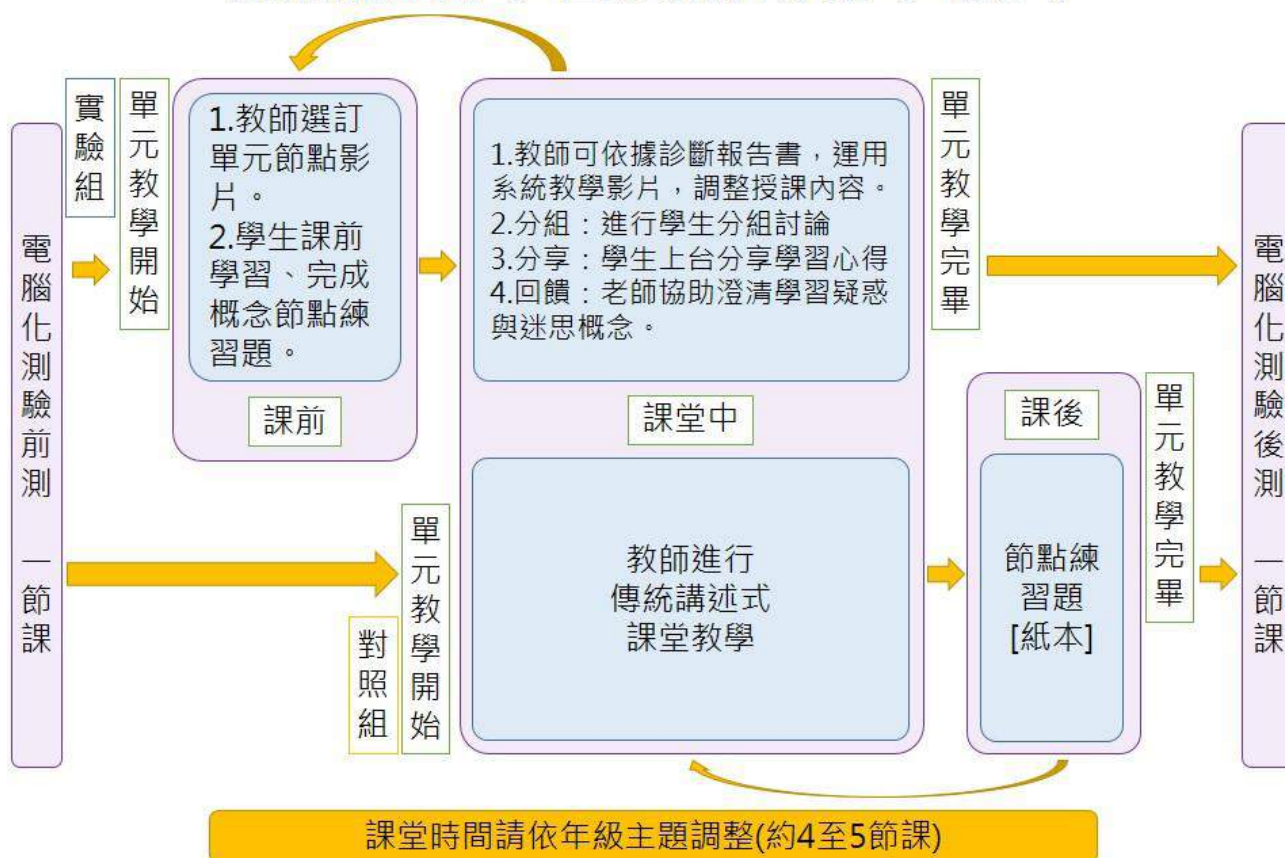 電腦化測驗前測 一節課
實驗組
單元教學開始
1.教師選訂
單元節點影
片。
2.學生課前
學習、完成
概念節點練
習題。
課前
1.教師可依據診斷報告書，運用
系統教學影片，調整授課內容。
2.分組：進行學生分組討論
3.分享：學生上台分享學習心得
4.回饋：老師協助澄清學習疑惑
與迷思概念。
課堂中
單元教學完畢
對照組
單元教學開始
教師進行
傳統講述式
課堂教學
課後
節點練
習題
[紙本]
單元教學完畢
電腦化測驗後測 一節課
課堂時間請依年級主題調整(約4至5節課)